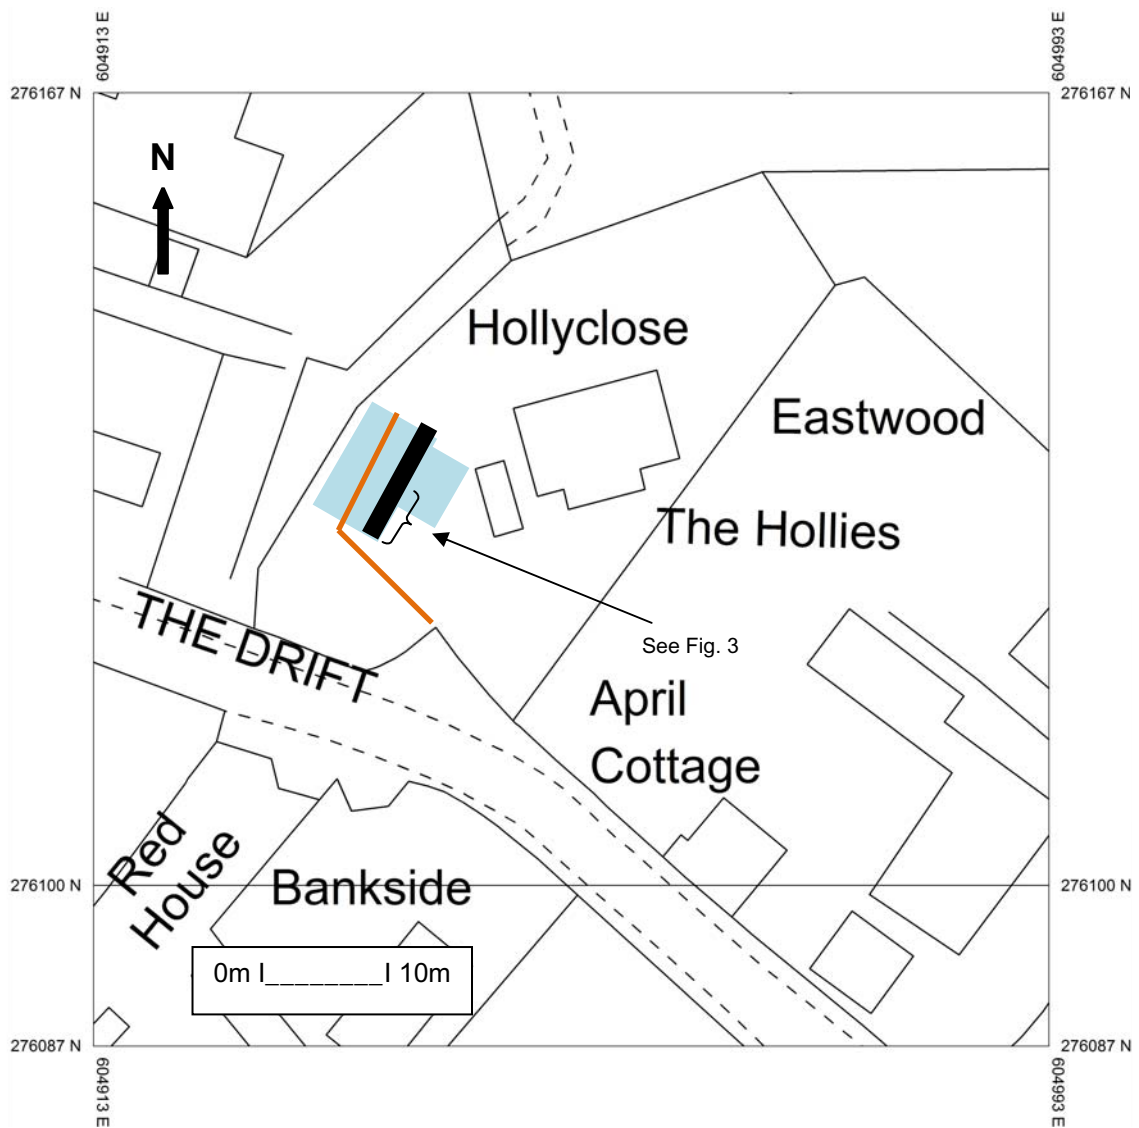 604913 E
604993 E
276167 N
276167 N
N
Hollyclose
Eastwood
The Hollies
THE DRIFT
See Fig. 3
April
Cottage
Red
House
Bankside
276100 N
276100 N
0m I________I 10m
276087 N
276087 N
604913 E
604993 E